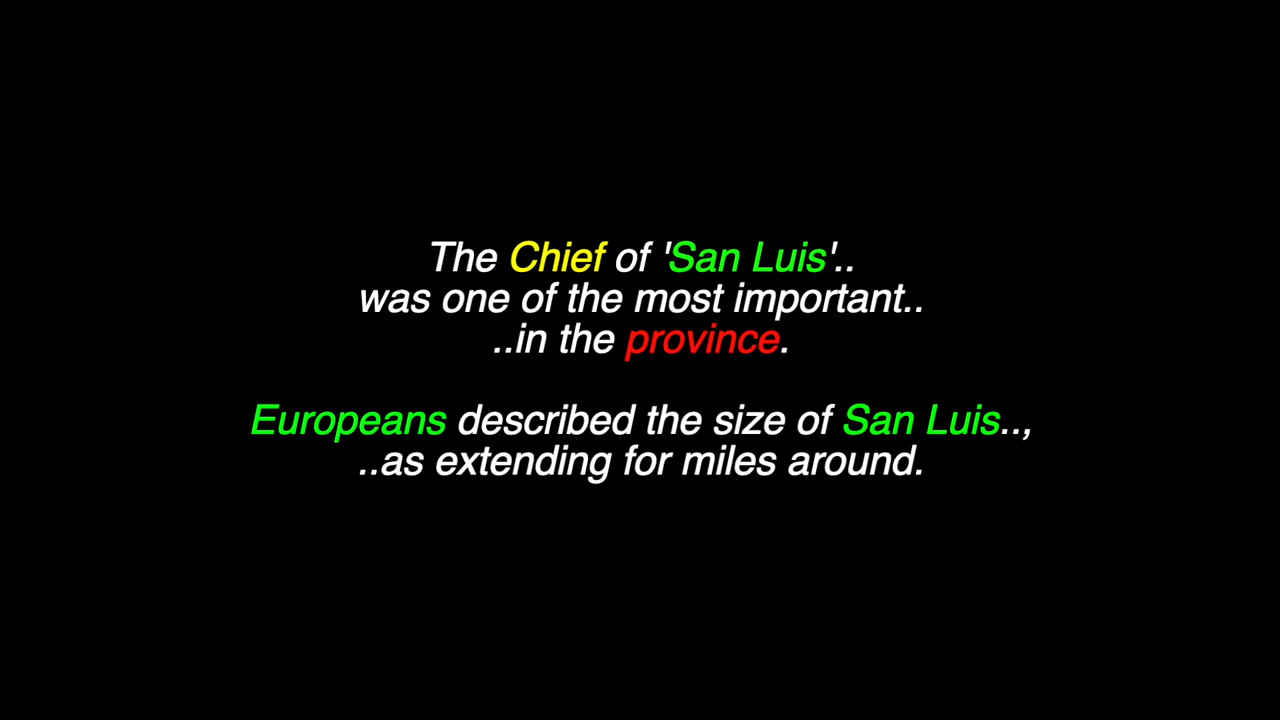 The Chief of 'San Luis'..
was one of the most important..
..in the province.
Europeans described the size of San Luis..,
..as extending for miles around.